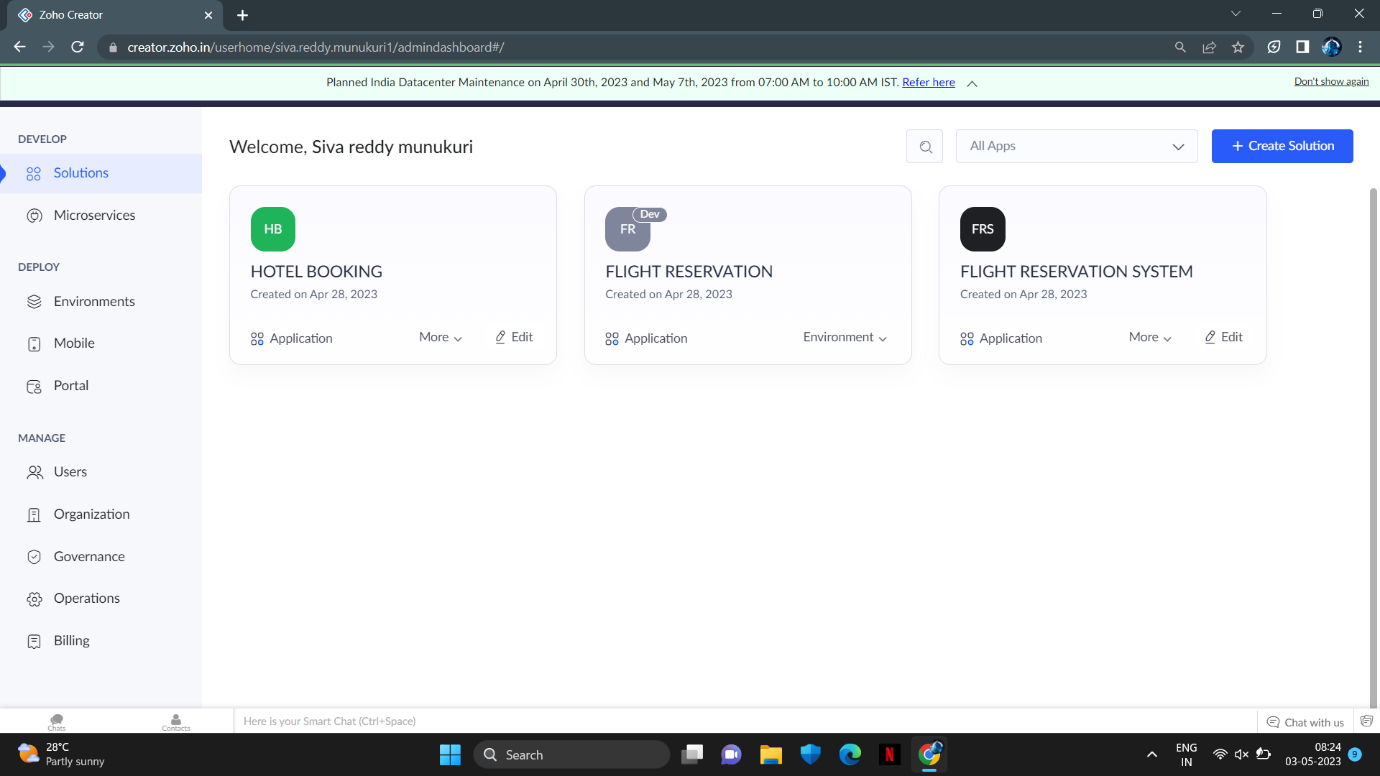 Zoho Creator
creator.zoho.in/userhome/siva.reddy.munukuri1/admindashboard#/
Planned India Datacenter Maintenance on April 30th, 2023 and May 7th, 2023 from 07:00 AM to 10:00 AM IST. Refer here
Don't show again
DEVELOP
Solutions
Microservices
DEPLOY
Environments
Mobile
Portal
MANAGE
Users
Organization
Governance
Operations
Billing
Welcome, Siva reddy munukuri
All Apps
+ Create Solution
HB
HOTEL BOOKING
Created on Apr 28, 2023
Application More Edit
FR Dev
FLIGHT RESERVATION
Created on Apr 28, 2023
Application Environment
FRS
FLIGHT RESERVATION SYSTEM
Created on Apr 28, 2023
Application More Edit
Chats Contacts
Here is your Smart Chat (Ctrl+Space)
Chat with us
28°C
Partly sunny
Search
N
ENG
IN
08:24
03-05-2023
9